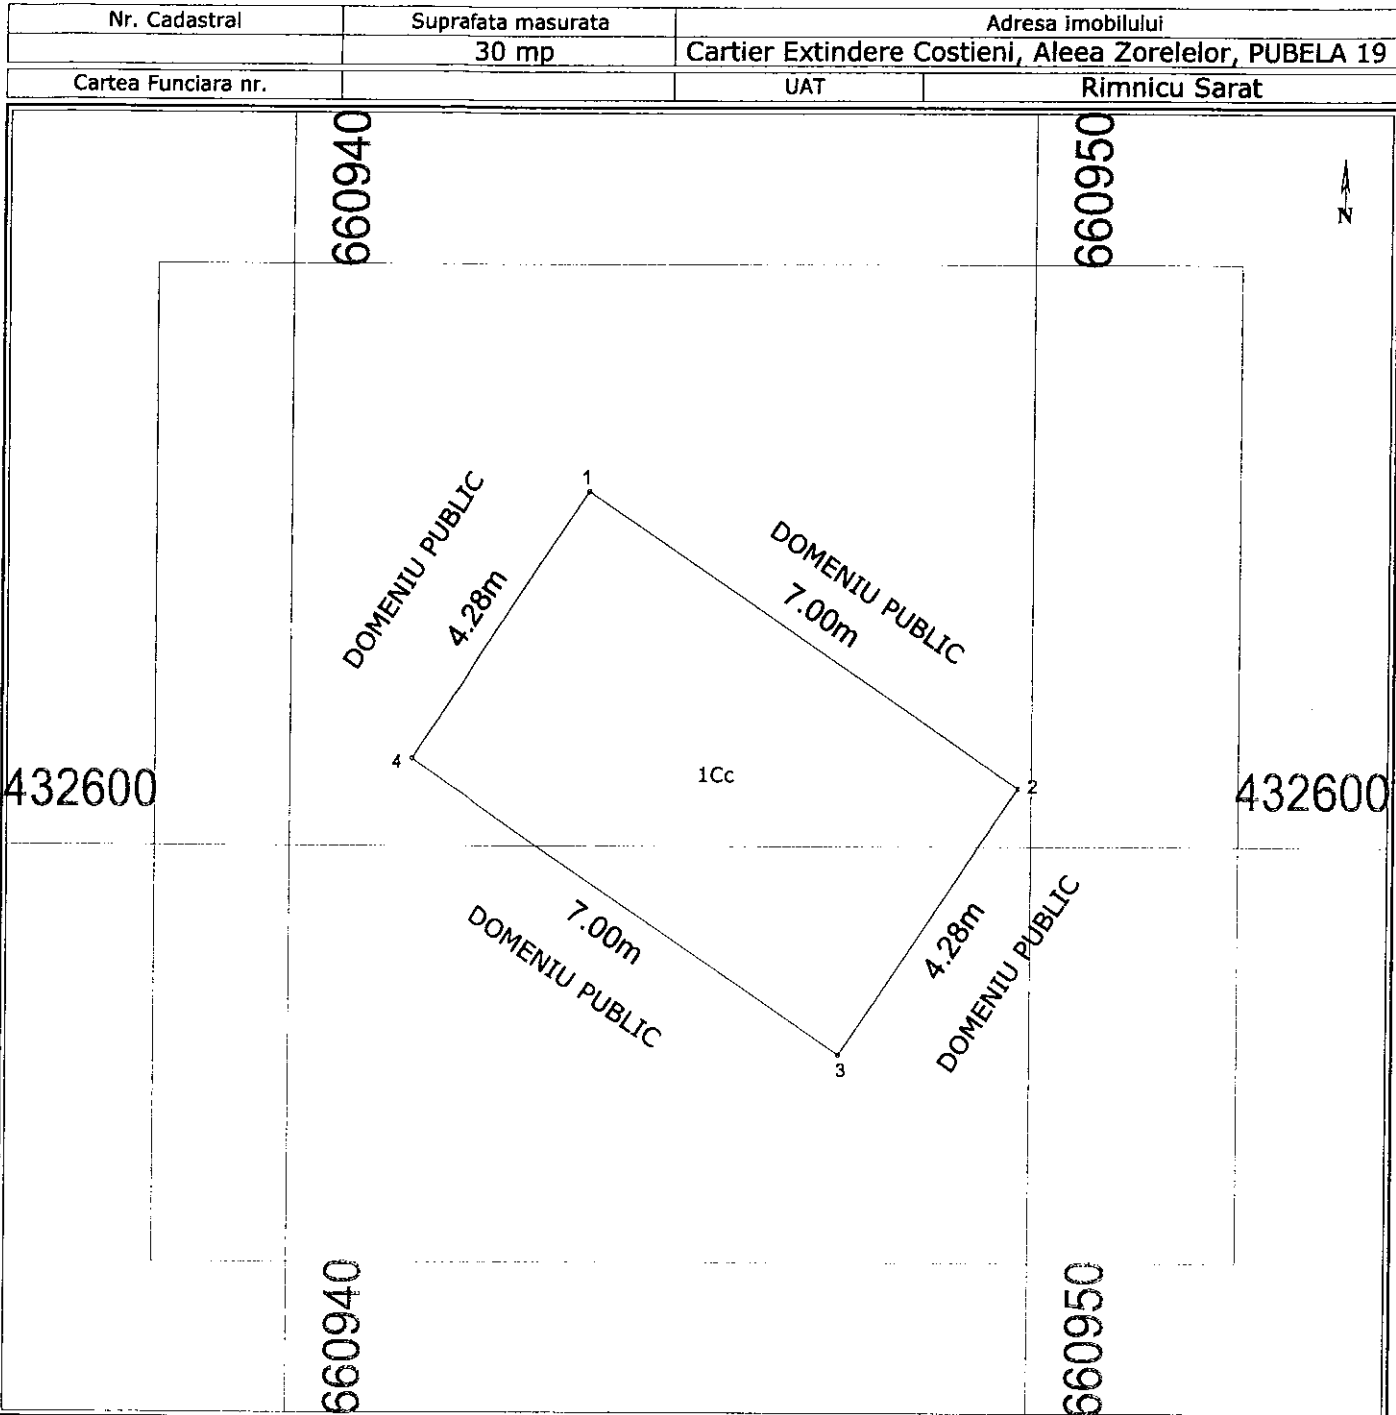 Nr. Cadastral Suprafata masurata Adresa imobilului
30 mp Cartier Extindere Costieni, Aleea Zorelelor, PUBELA 19
Cartea Funciara nr. UAT Rimnicu Sarat
660940 660950
N
1
DOMENIU PUBLIC
4.28m
DOMENIU PUBLIC
7.00m
4
1Cc
2
432600 432600
7.00m
DOMENIU PUBLIC
4.28m
DOMENIU PUBLIC
3
660940 660950